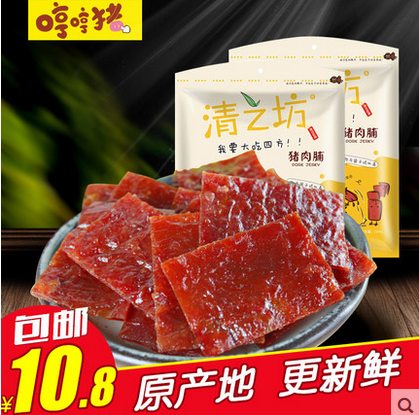 哼哼猪
清之坊
我要大吃四方！！
猪肉脯
PORK JERKY
猪肉脯
PORK JERKY
包邮
¥10.8
原产地 更新鲜